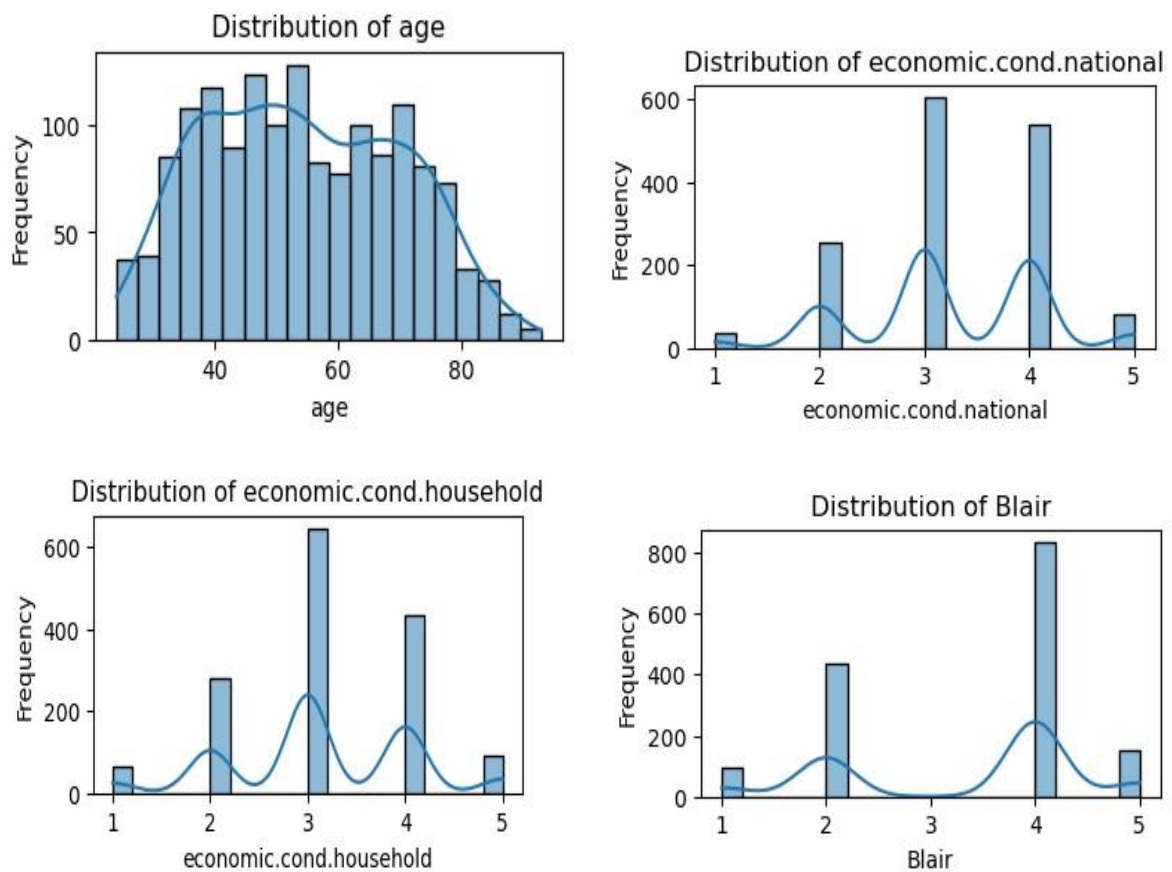 Distribution of age
Frequency
100
50
0
40 60 80
age
Distribution of economic.cond.national
Frequency
600
400
200
0
1 2 3 4 5
economic.cond.national
Distribution of economic.cond.household
Frequency
600
400
200
0
1 2 3 4 5
economic.cond.household
Distribution of Blair
Frequency
800
600
400
200
0
1 2 3 4 5
Blair